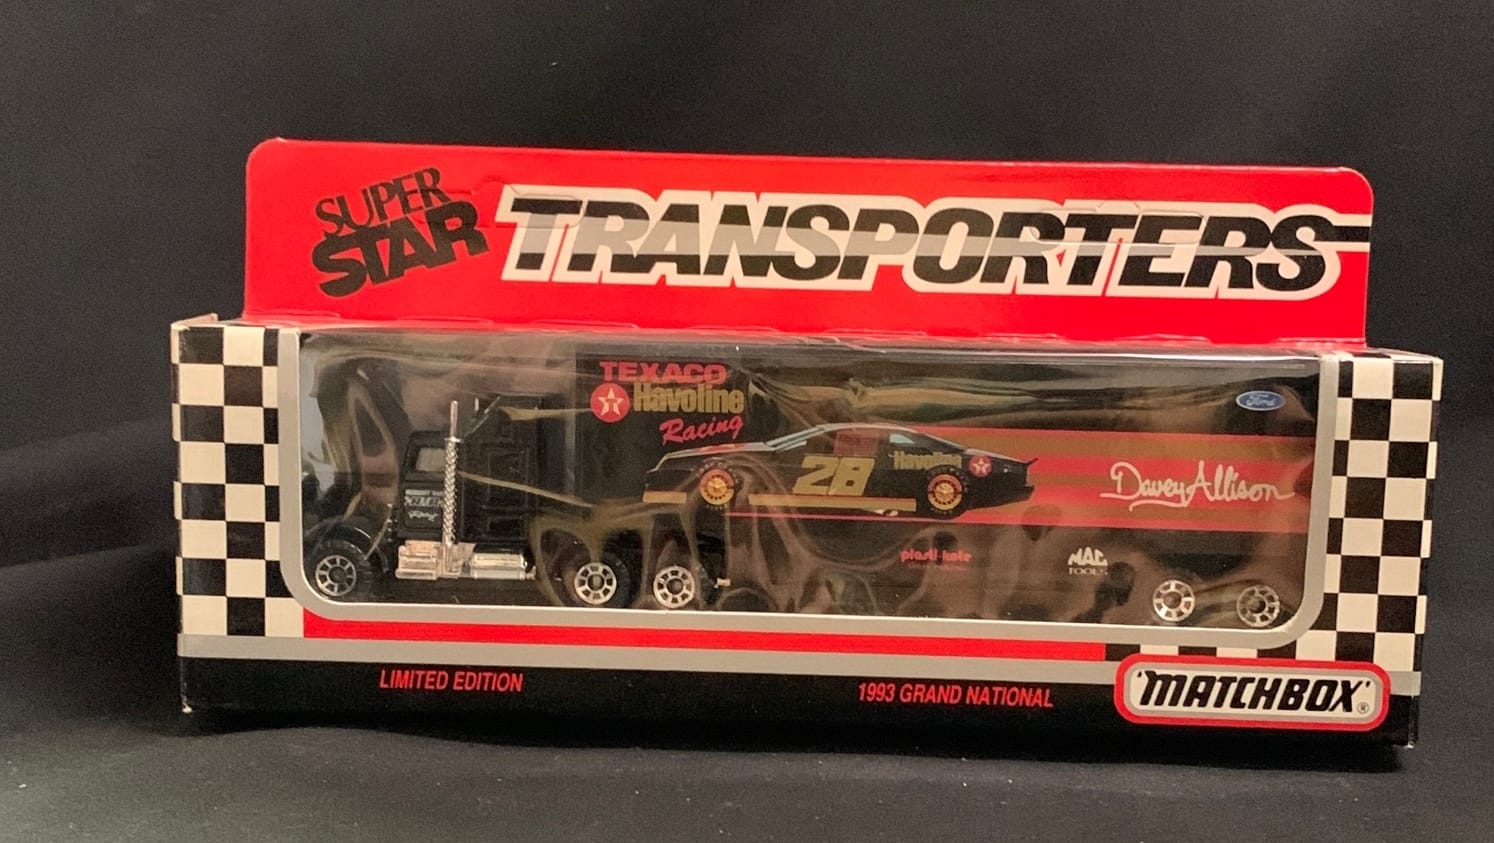 SUPER
STAR
TRANSPORTERS
TEXACO
Havoline
Racing
T
28
Havoline
Ford
Davey Allison
plasti-kote
MAC
TOOLS
LIMITED EDITION
1993 GRAND NATIONAL
'MATCHBOX'®